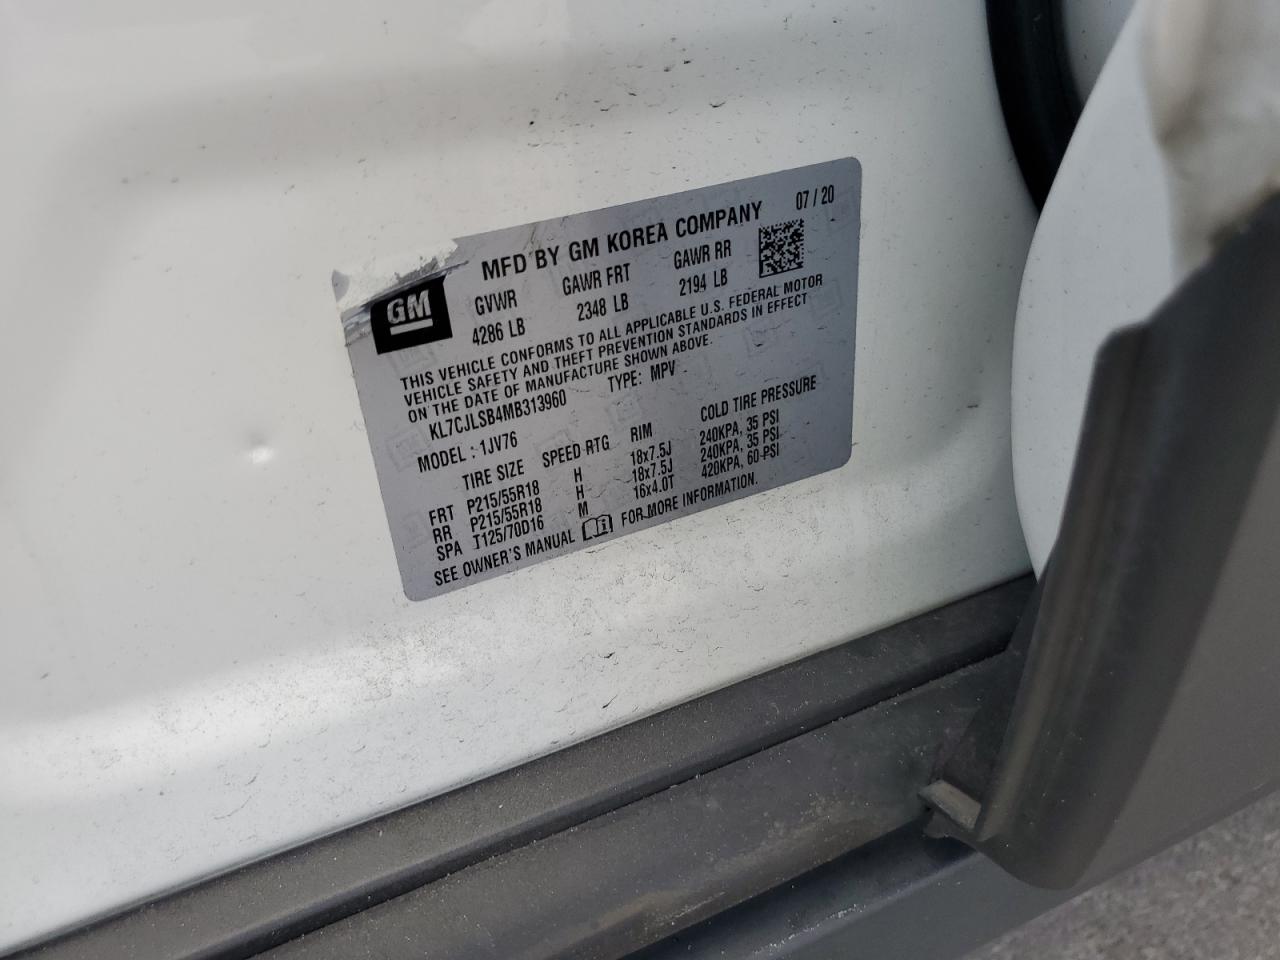 MFD BY GM KOREA COMPANY 07 / 20
GM
GVWR GAWR FRT GAWR RR
4286 LB 2348 LB 2194 LB
THIS VEHICLE CONFORMS TO ALL APPLICABLE U.S. FEDERAL MOTOR
VEHICLE SAFETY AND THEFT PREVENTION STANDARDS IN EFFECT
ON THE DATE OF MANUFACTURE SHOWN ABOVE.
KL7CJLSB4MB313960 TYPE: MPV
MODEL : 1JV76
TIRE SIZE SPEED RTG RIM COLD TIRE PRESSURE
FRT P215/55R18 H 18x7.5J 240KPA, 35 PSI
RR P215/55R18 H 18x7.5J 240KPA, 35 PSI
SPA T125/70D16 M 16x4.0T 420KPA, 60 PSI
SEE OWNER'S MANUAL FOR MORE INFORMATION.